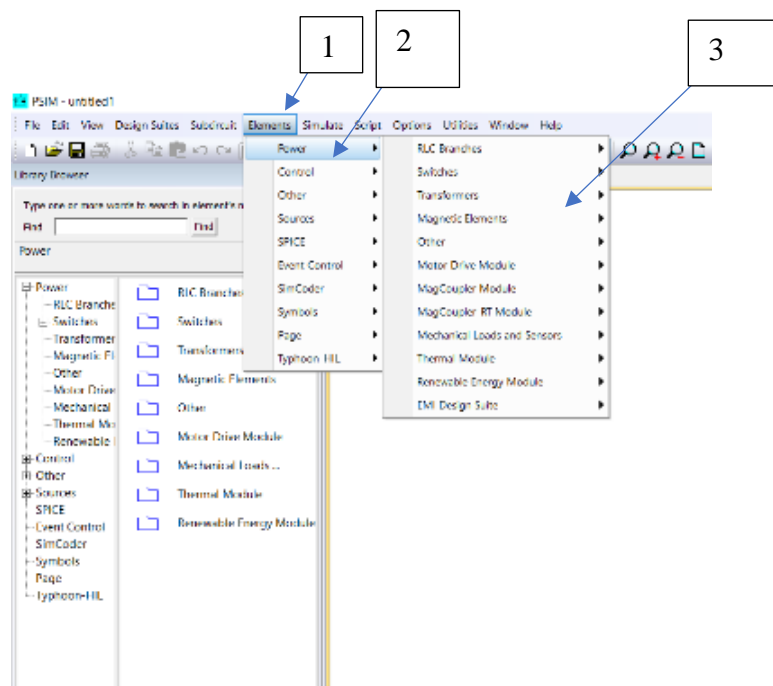 1
2
3
PSIM - untitled1
File Edit View Design Suites Subcircuit Elements Simulate Script Options Utilities Window Help
Library Browser
Type one or more words to search in element's
Find Find
Power
Power
RLC Branche
Switches
Transformer
Magnetic El
Other
Motor Drive
Mechanical
Thermal Mo
Renewable
Control
Other
Sources
SPICE
Event Control
SimCoder
Symbols
Page
Typhoon-HIL
RLC Branches
Switches
Transformers
Magnetic Elements
Other
Motor Drive Module
Mechanical Loads ...
Thermal Module
Renewable Energy Module
Power
Control
Other
Sources
SPICE
Event Control
SimCoder
Symbols
Page
Typhoon-HIL
RLC Branches
Switches
Transformers
Magnetic Elements
Other
Motor Drive Module
MagCoupler Module
MagCoupler-RT Module
Mechanical Loads and Sensors
Thermal Module
Renewable Energy Module
EMI Design Suite